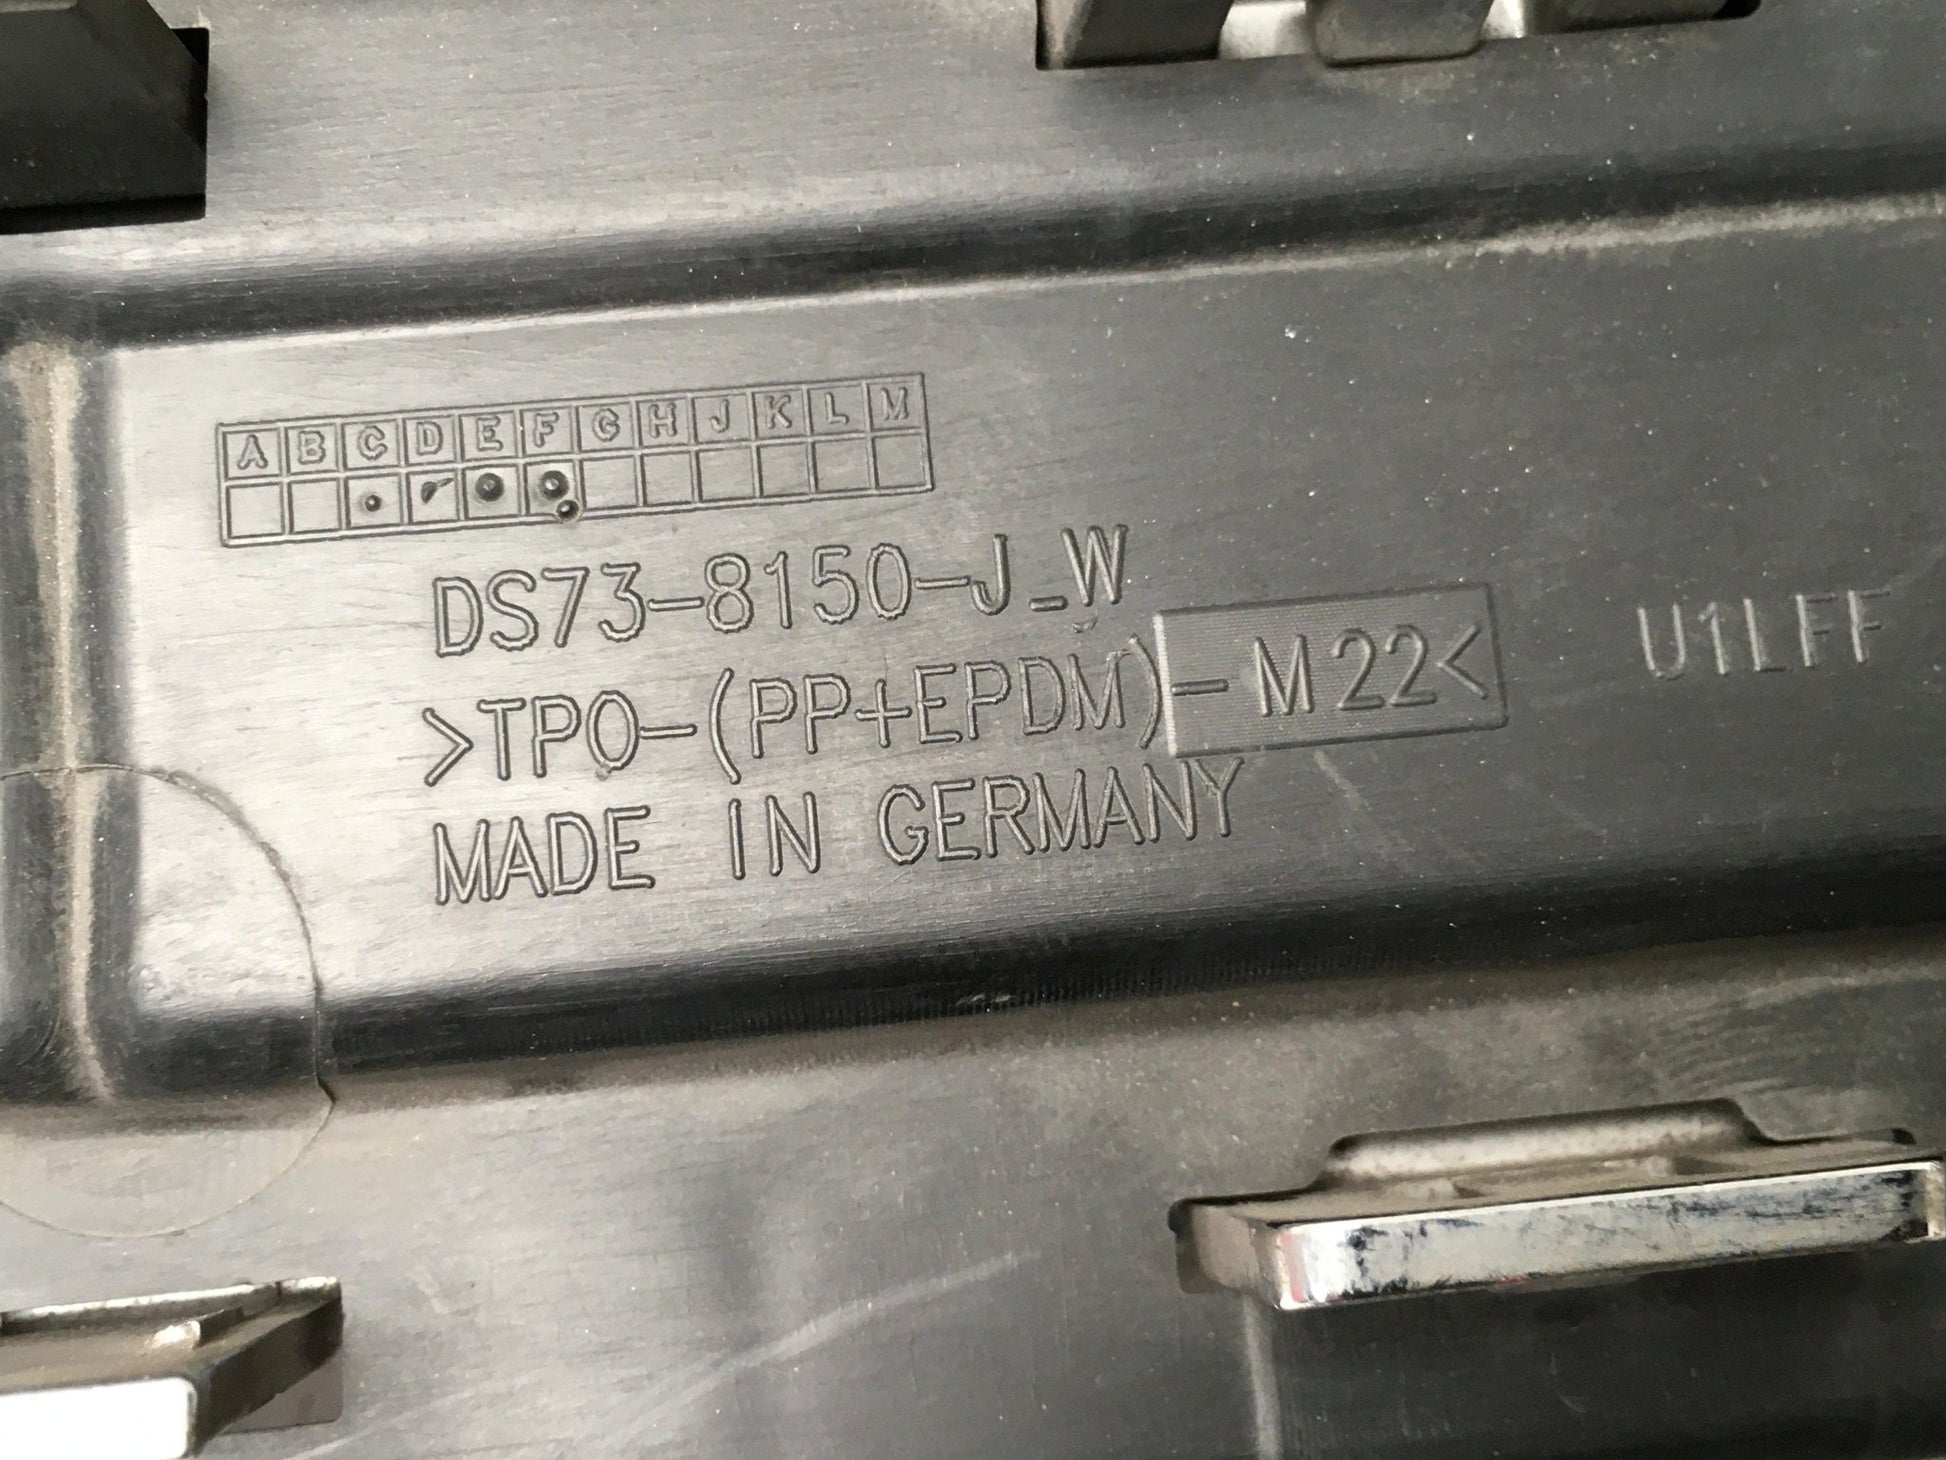 A B C D E F G H J K L M
DS73-8150-J_W
>TPO-(PP+EPDM)-M22<
U1LFF
MADE IN GERMANY